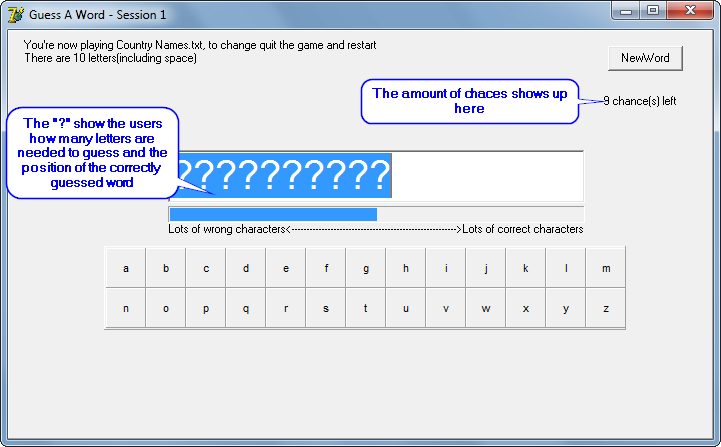 Guess A Word - Session 1
You're now playing Country Names.txt, to change quit the game and restart
There are 10 letters(including space)
NewWord
The amount of chaces shows up
here
9 chance(s) left
The "?" show the users
how many letters are
needed to guess and the
position of the correctly
guessed word
??????????
Lots of wrong characters<---------------------------------------------------------->Lots of correct characters
a b c d e f g h i j k l m
n o p q r s t u v w x y z